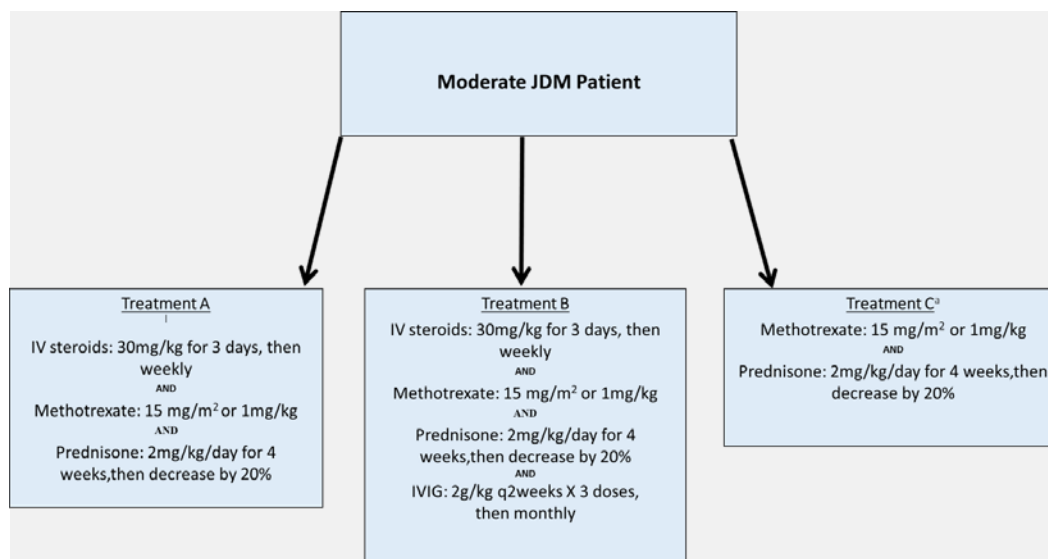 Moderate JDM Patient
Treatment A
IV steroids: 30mg/kg for 3 days, then
weekly
AND
Methotrexate: 15 mg/m² or 1mg/kg
AND
Prednisone: 2mg/kg/day for 4
weeks,then decrease by 20%
Treatment B
IV steroids: 30mg/kg for 3 days, then
weekly
AND
Methotrexate: 15 mg/m² or 1mg/kg
AND
Prednisone: 2mg/kg/day for 4
weeks,then decrease by 20%
AND
IVIG: 2g/kg q2weeks X 3 doses,
then monthly
Treatment Cᵃ
Methotrexate: 15 mg/m² or 1mg/kg
AND
Prednisone: 2mg/kg/day for 4 weeks,then
decrease by 20%